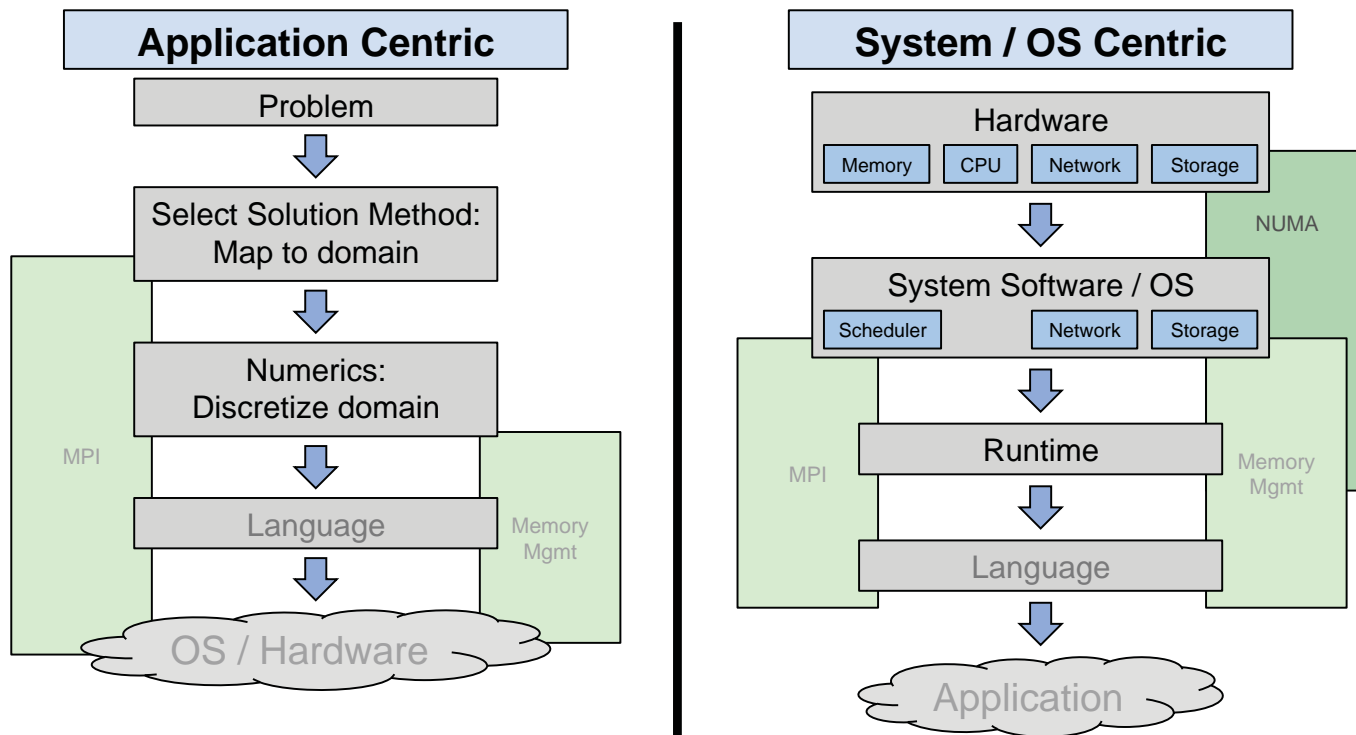 Application Centric
Problem
Select Solution Method:
Map to domain
Numerics:
Discretize domain
MPI
Language
Memory
Mgmt
OS / Hardware
System / OS Centric
Hardware
Memory
CPU
Network
Storage
NUMA
System Software / OS
Scheduler
Network
Storage
Runtime
MPI
Memory
Mgmt
Language
Application